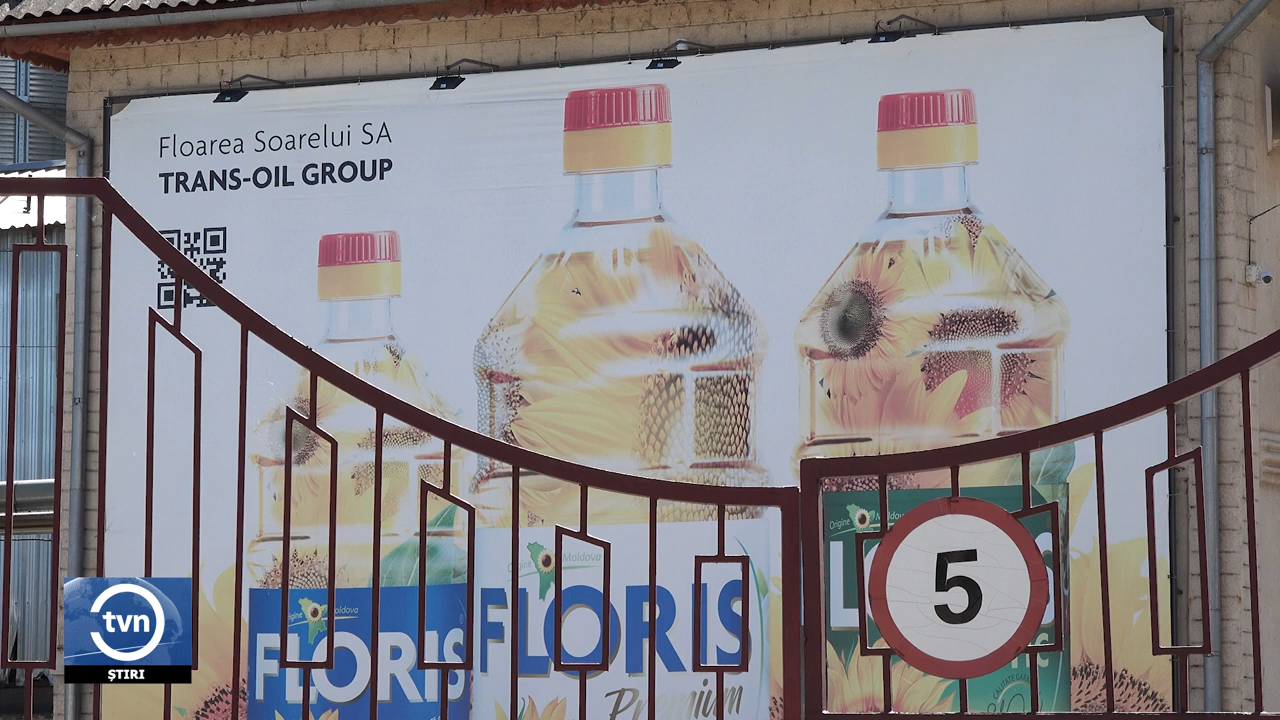 Floarea Soarelui SA
TRANS-OIL GROUP
Origine Moldova
FLORIS
Origine Moldova
FLORIS
Premium
Origine Moldova
5
tvn
ȘTIRI